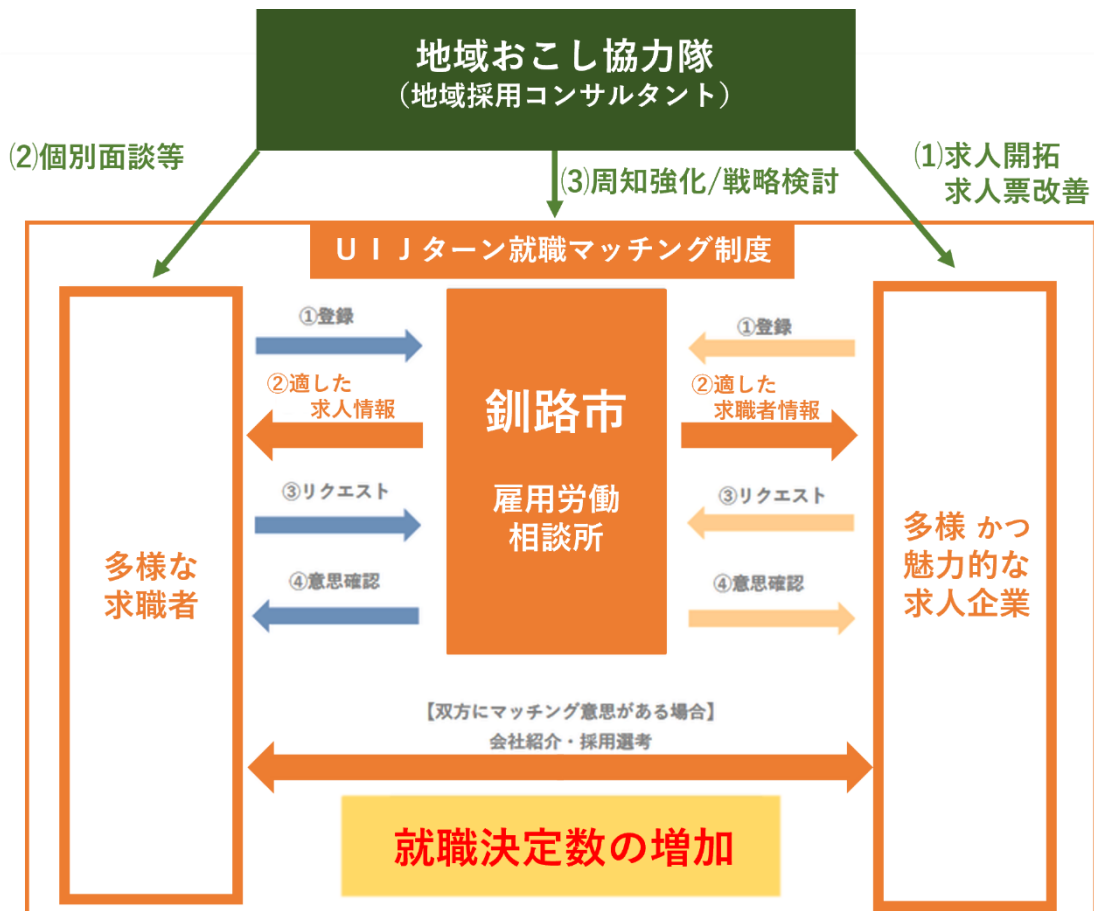 地域おこし協力隊
（地域採用コンサルタント）
⑵個別面談等
⑶周知強化/戦略検討
⑴求人開拓
求人票改善
ＵＩＪターン就職マッチング制度
①登録
①登録
②適した
求人情報
②適した
求職者情報
釧路市
雇用労働
相談所
③リクエスト
③リクエスト
④意思確認
④意思確認
多様な
求職者
多様 かつ
魅力的な
求人企業
【双方にマッチング意思がある場合】
会社紹介・採用選考
就職決定数の増加